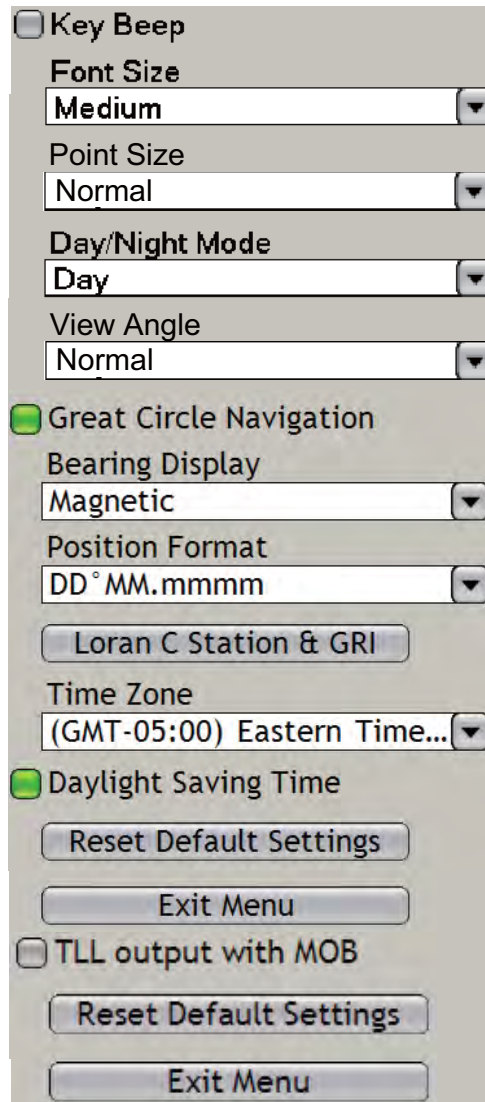 Key Beep
Font Size
Medium
Point Size
Normal
Day/Night Mode
Day
View Angle
Normal
Great Circle Navigation
Bearing Display
Magnetic
Position Format
DD°MM.mmmm
Loran C Station & GRI
Time Zone
(GMT-05:00) Eastern Time...
Daylight Saving Time
Reset Default Settings
Exit Menu
TLL output with MOB
Reset Default Settings
Exit Menu